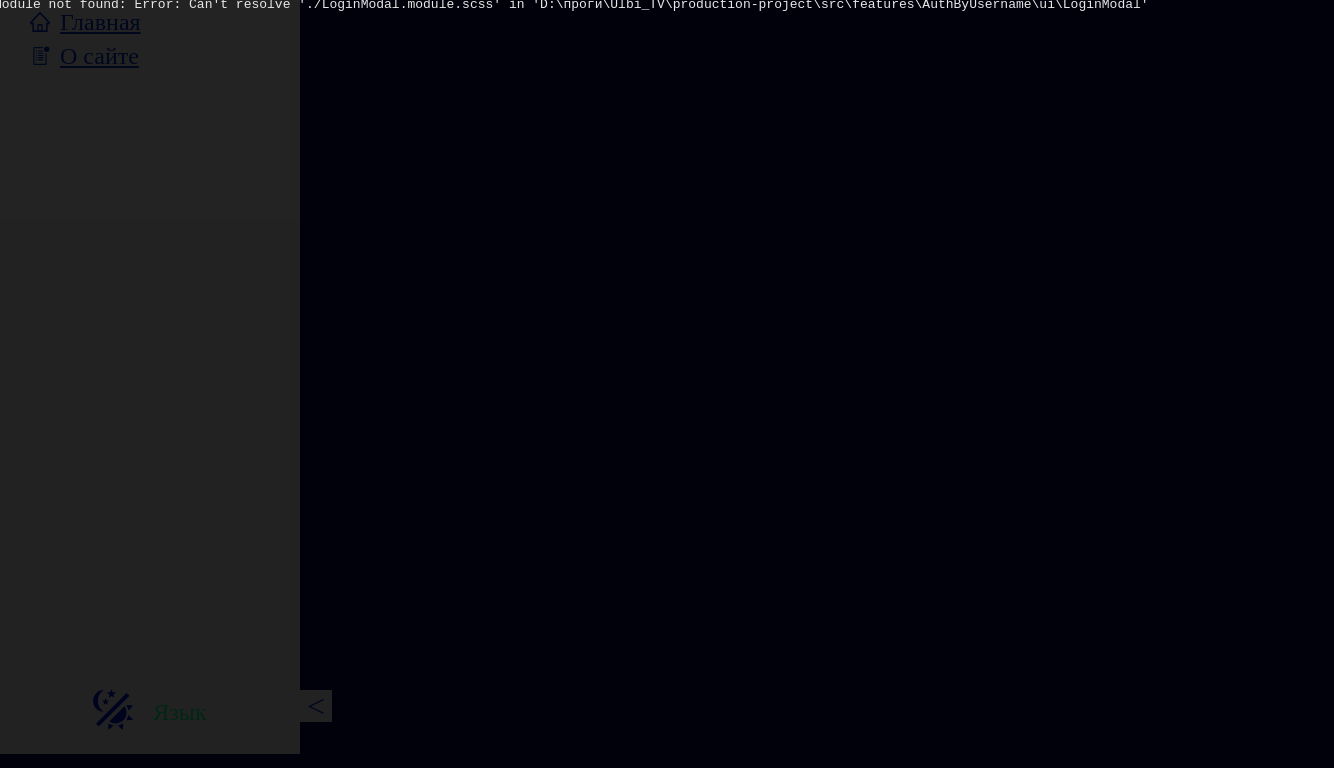 Module not found: Error: Can't resolve './LoginModal.module.scss' in 'D:\проги\Ulbi_TV\production-project\src\features\AuthByUsername\ui\LoginModal'
Главная
О сайте
Язык
<